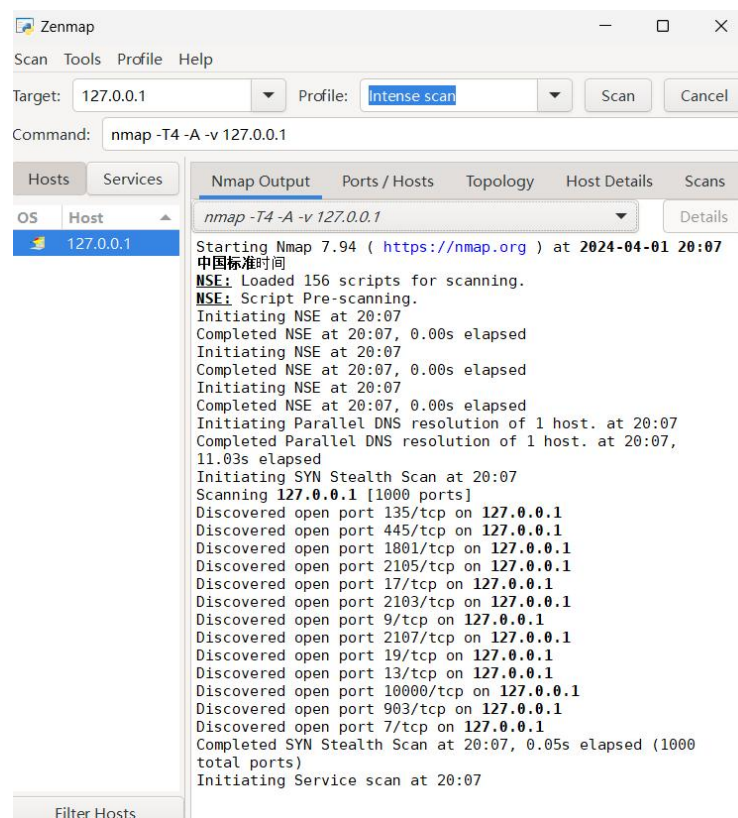 Zenmap
Scan Tools Profile Help
Target: 127.0.0.1 Profile: Intense scan Scan Cancel
Command: nmap -T4 -A -v 127.0.0.1
Hosts Services Nmap Output Ports / Hosts Topology Host Details Scans
OS Host nmap -T4 -A -v 127.0.0.1 Details
127.0.0.1
Starting Nmap 7.94 ( https://nmap.org ) at 2024-04-01 20:07
中国标准时间
NSE: Loaded 156 scripts for scanning.
NSE: Script Pre-scanning.
Initiating NSE at 20:07
Completed NSE at 20:07, 0.00s elapsed
Initiating NSE at 20:07
Completed NSE at 20:07, 0.00s elapsed
Initiating NSE at 20:07
Completed NSE at 20:07, 0.00s elapsed
Initiating Parallel DNS resolution of 1 host. at 20:07
Completed Parallel DNS resolution of 1 host. at 20:07,
11.03s elapsed
Initiating SYN Stealth Scan at 20:07
Scanning 127.0.0.1 [1000 ports]
Discovered open port 135/tcp on 127.0.0.1
Discovered open port 445/tcp on 127.0.0.1
Discovered open port 1801/tcp on 127.0.0.1
Discovered open port 2105/tcp on 127.0.0.1
Discovered open port 17/tcp on 127.0.0.1
Discovered open port 2103/tcp on 127.0.0.1
Discovered open port 9/tcp on 127.0.0.1
Discovered open port 2107/tcp on 127.0.0.1
Discovered open port 19/tcp on 127.0.0.1
Discovered open port 13/tcp on 127.0.0.1
Discovered open port 10000/tcp on 127.0.0.1
Discovered open port 903/tcp on 127.0.0.1
Discovered open port 7/tcp on 127.0.0.1
Completed SYN Stealth Scan at 20:07, 0.05s elapsed (1000
total ports)
Initiating Service scan at 20:07
Filter Hosts